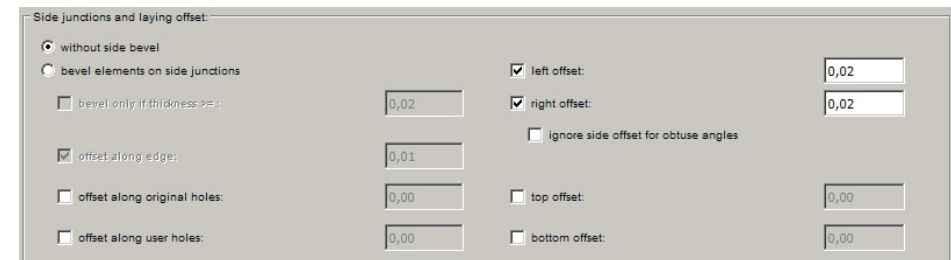 Side junctions and laying offset:
without side bevel
bevel elements on side junctions
left offset: 0,02
bevel only if thickness >= : 0,02
right offset: 0,02
ignore side offset for obtuse angles
offset along edge: 0,01
offset along original holes: 0,00
top offset: 0,00
offset along user holes: 0,00
bottom offset: 0,00